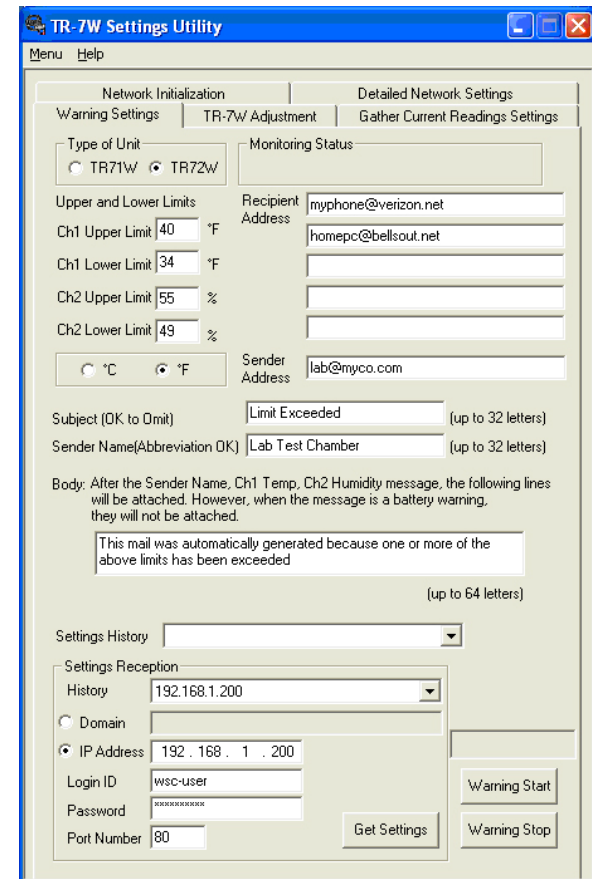 TR-7W Settings Utility
Menu Help
Network Initialization Detailed Network Settings
Warning Settings TR-7W Adjustment Gather Current Readings Settings
Type of Unit
TR71W TR72W
Monitoring Status
Upper and Lower Limits
Ch1 Upper Limit 40 °F
Ch1 Lower Limit 34 °F
Ch2 Upper Limit 55 %
Ch2 Lower Limit 49 %
°C °F
Recipient Address
myphone@verizon.net
homepc@bellsout.net
Sender Address
lab@myco.com
Subject (OK to Omit) Limit Exceeded (up to 32 letters)
Sender Name(Abbreviation OK) Lab Test Chamber (up to 32 letters)
Body: After the Sender Name, Ch1 Temp, Ch2 Humidity message, the following lines
will be attached. However, when the message is a battery warning,
they will not be attached.
This mail was automatically generated because one or more of the
above limits has been exceeded
(up to 64 letters)
Settings History
Settings Reception
History 192.168.1.200
Domain
IP Address 192 . 168 . 1 . 200
Login ID wsc-user
Password **********
Port Number 80
Get Settings
Warning Start
Warning Stop